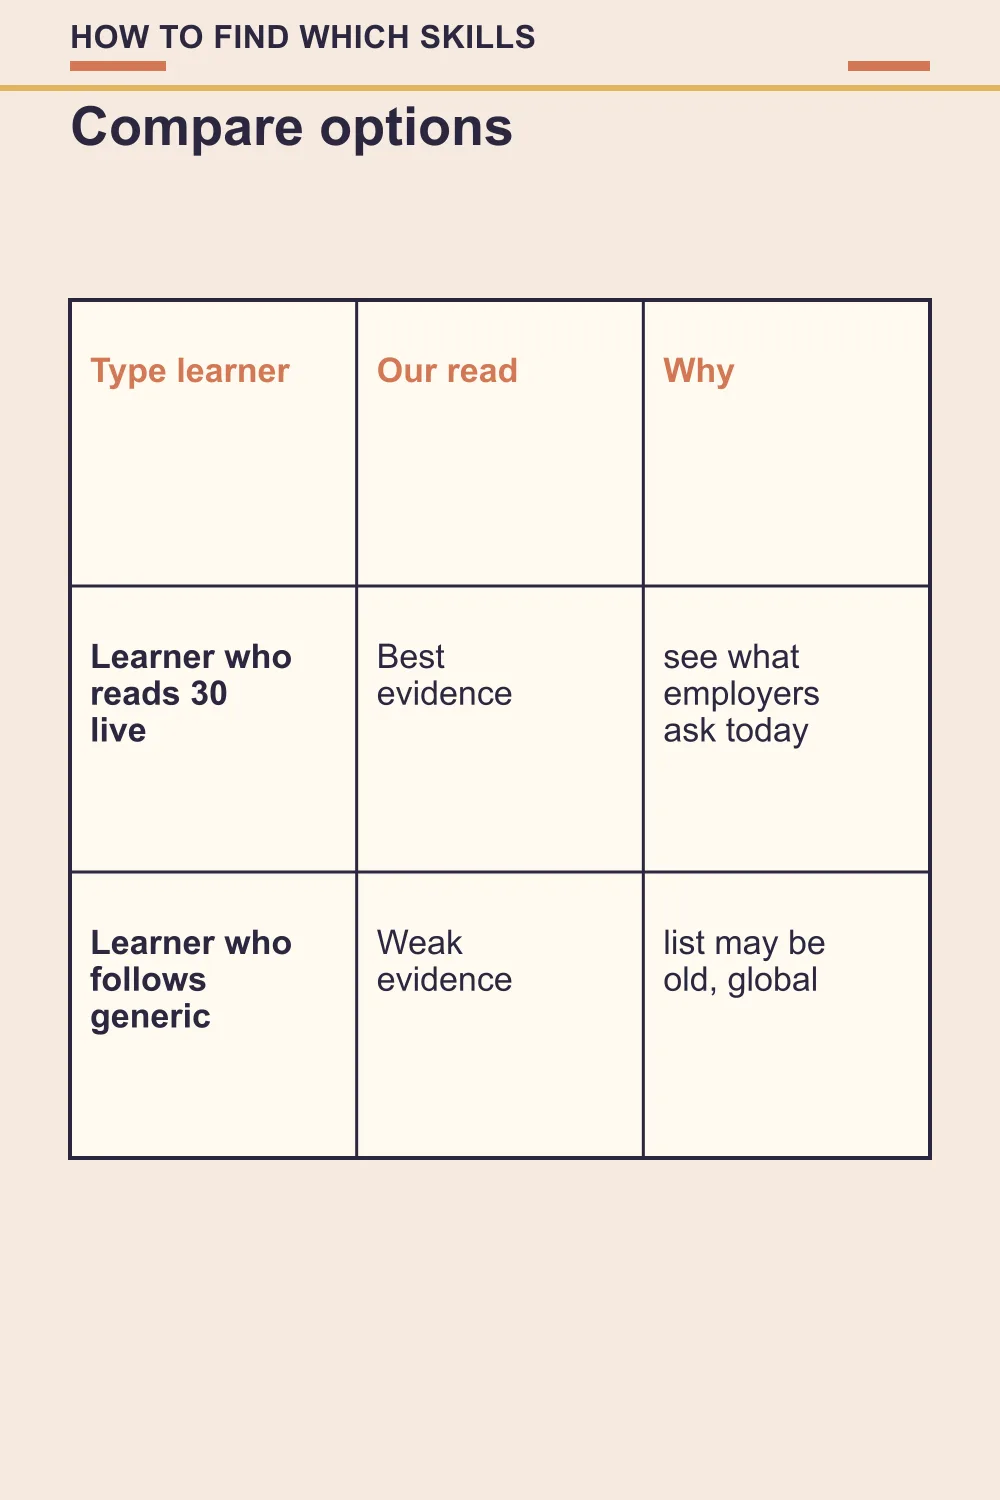 HOW TO FIND WHICH SKILLS
Compare options
Type learner
Our read
Why
Learner who
reads 30
live
Best
evidence
see what
employers
ask today
Learner who
follows
generic
Weak
evidence
list may be
old, global